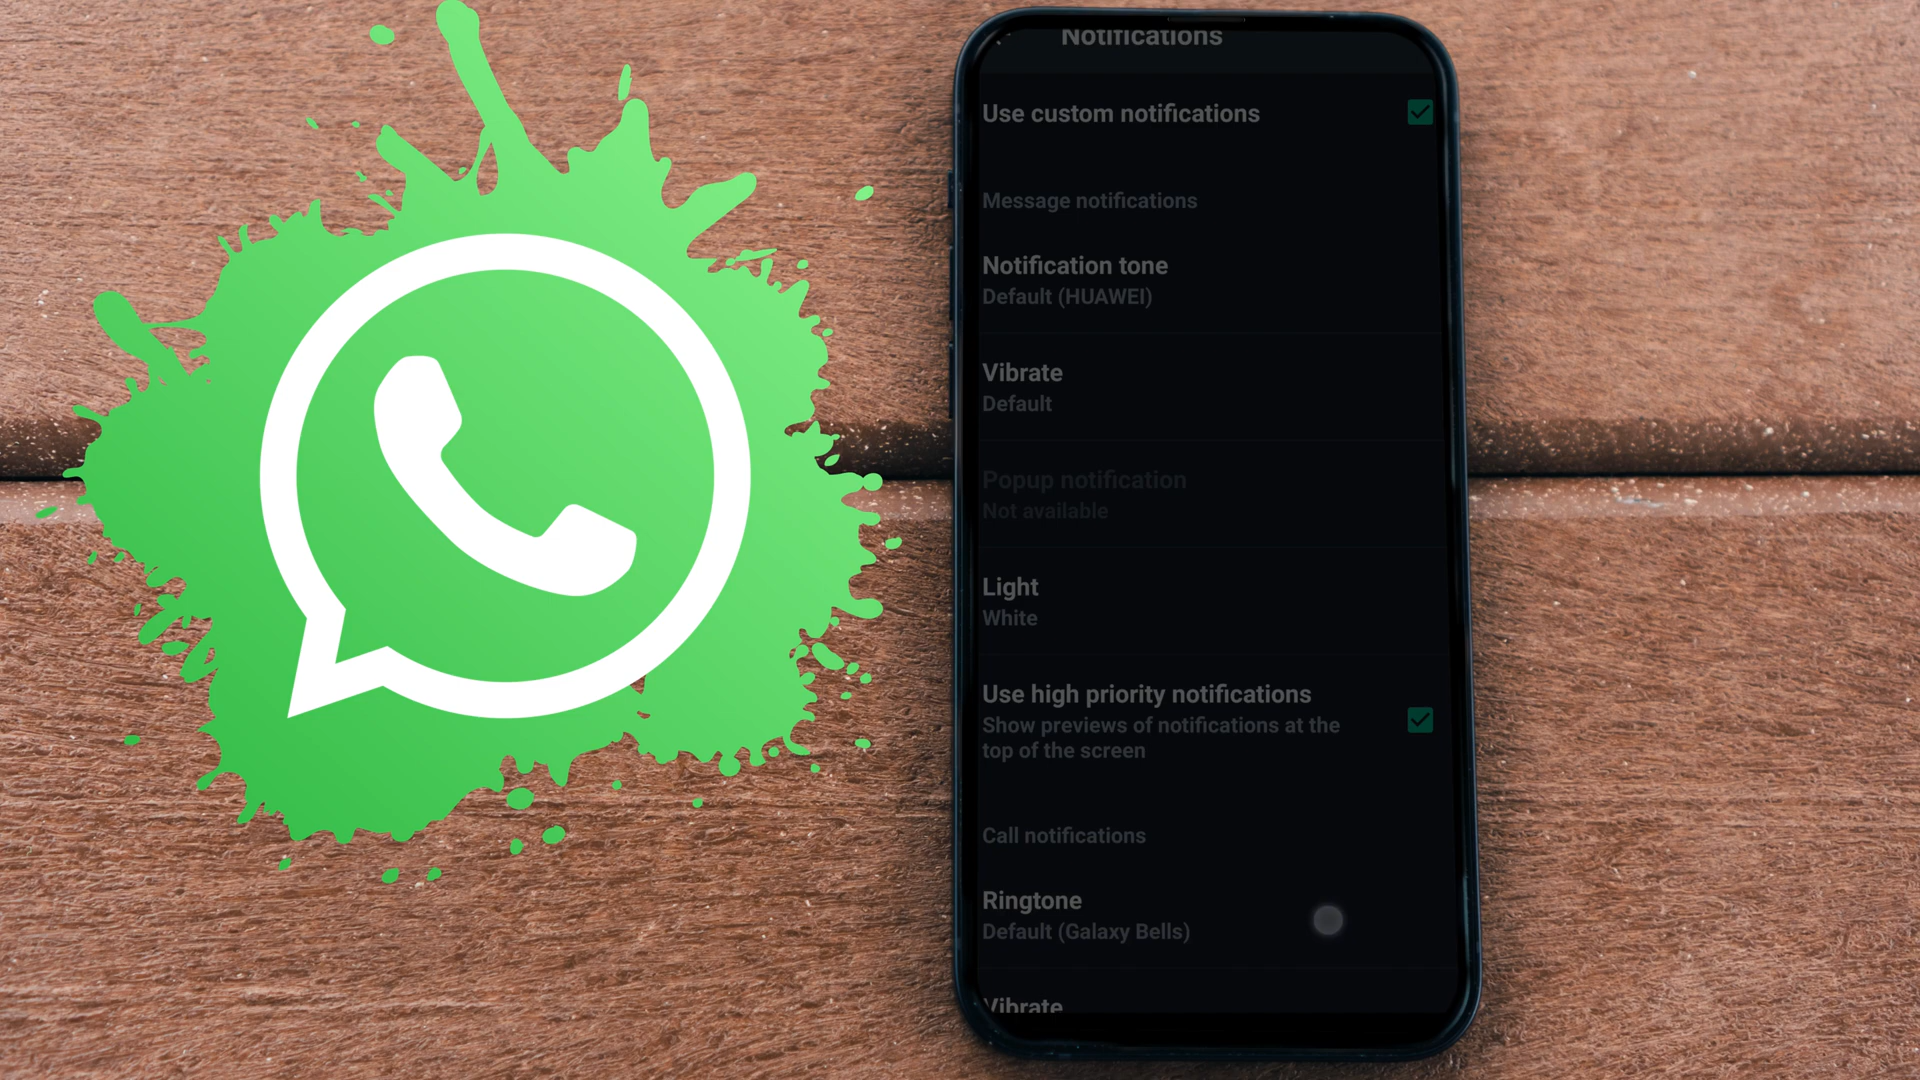 Notifications
Use custom notifications
Message notifications
Notification tone
Default (HUAWEI)
Vibrate
Default
Popup notification
Not available
Light
White
Use high priority notifications
Show previews of notifications at the
top of the screen
Call notifications
Ringtone
Default (Galaxy Bells)
Vibrate